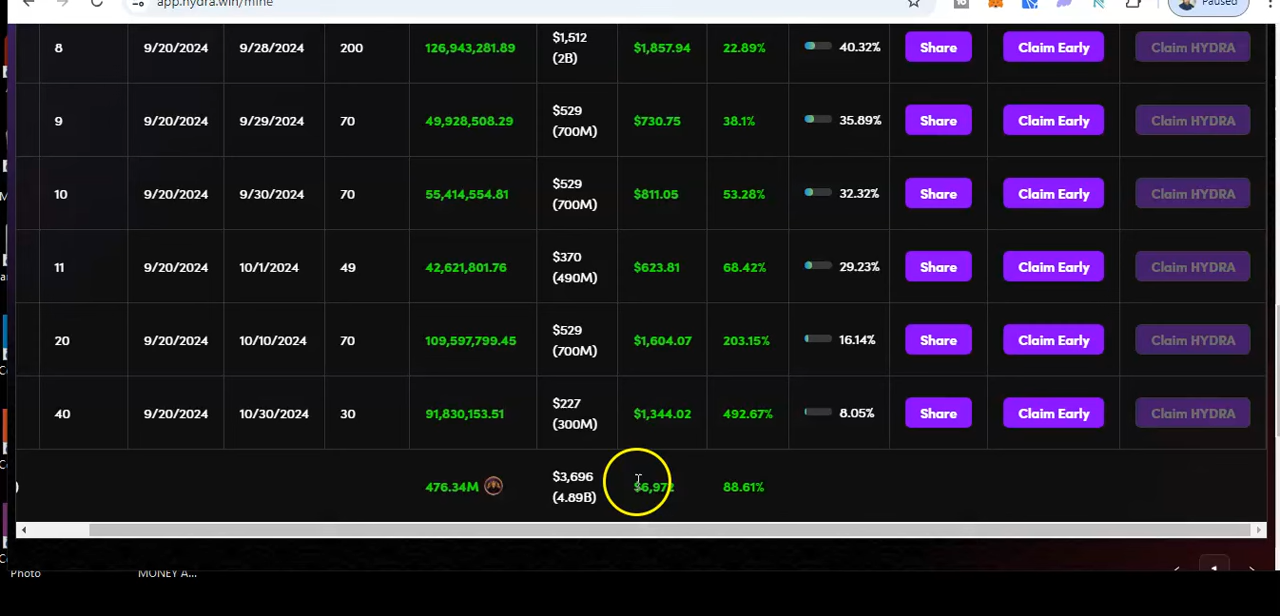 app.hydra.win/mine
Paused
8 9/20/2024 9/28/2024 200 126,943,281.89 $1,512 (2B) $1,857.94 22.89% 40.32% Share Claim Early Claim HYDRA
9 9/20/2024 9/29/2024 70 49,928,508.29 $529 (700M) $730.75 38.1% 35.89% Share Claim Early Claim HYDRA
10 9/20/2024 9/30/2024 70 55,414,554.81 $529 (700M) $811.05 53.28% 32.32% Share Claim Early Claim HYDRA
11 9/20/2024 10/1/2024 49 42,621,801.76 $370 (490M) $623.81 68.42% 29.23% Share Claim Early Claim HYDRA
20 9/20/2024 10/10/2024 70 109,597,799.45 $529 (700M) $1,604.07 203.15% 16.14% Share Claim Early Claim HYDRA
40 9/20/2024 10/30/2024 30 91,830,153.51 $227 (300M) $1,344.02 492.67% 8.05% Share Claim Early Claim HYDRA
) 476.34M $3,696 (4.89B) $6,972 88.61%
1
Photo MONEY A...